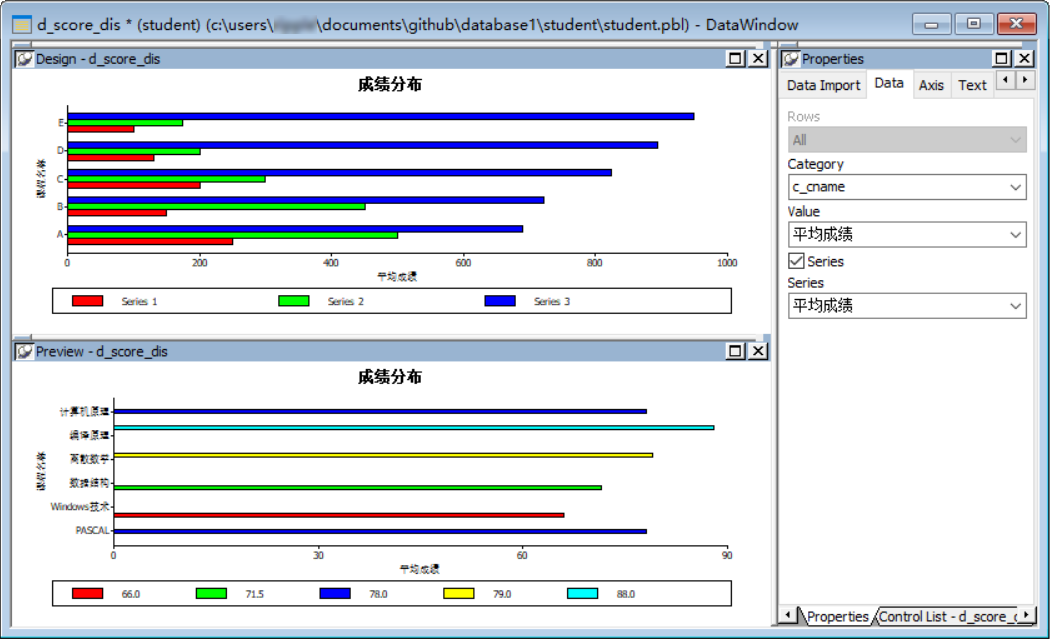 d_score_dis * (student) (c:\users\ \documents\github\database1\student\student.pbl) - DataWindow
Design - d_score_dis
成绩分布
课程名称
E
D
C
B
A
0 200 400 600 800 1000
平均成绩
Series 1 Series 2 Series 3
Preview - d_score_dis
成绩分布
课程名称
计算机原理
编译原理
离散数学
数据结构
Windows技术
PASCAL
0 30 60 90
平均成绩
66.0 71.5 78.0 79.0 88.0
Properties
Data Import Data Axis Text
Rows
All
Category
c_cname
Value
平均成绩
Series
Series
平均成绩
Properties Control List - d_score_